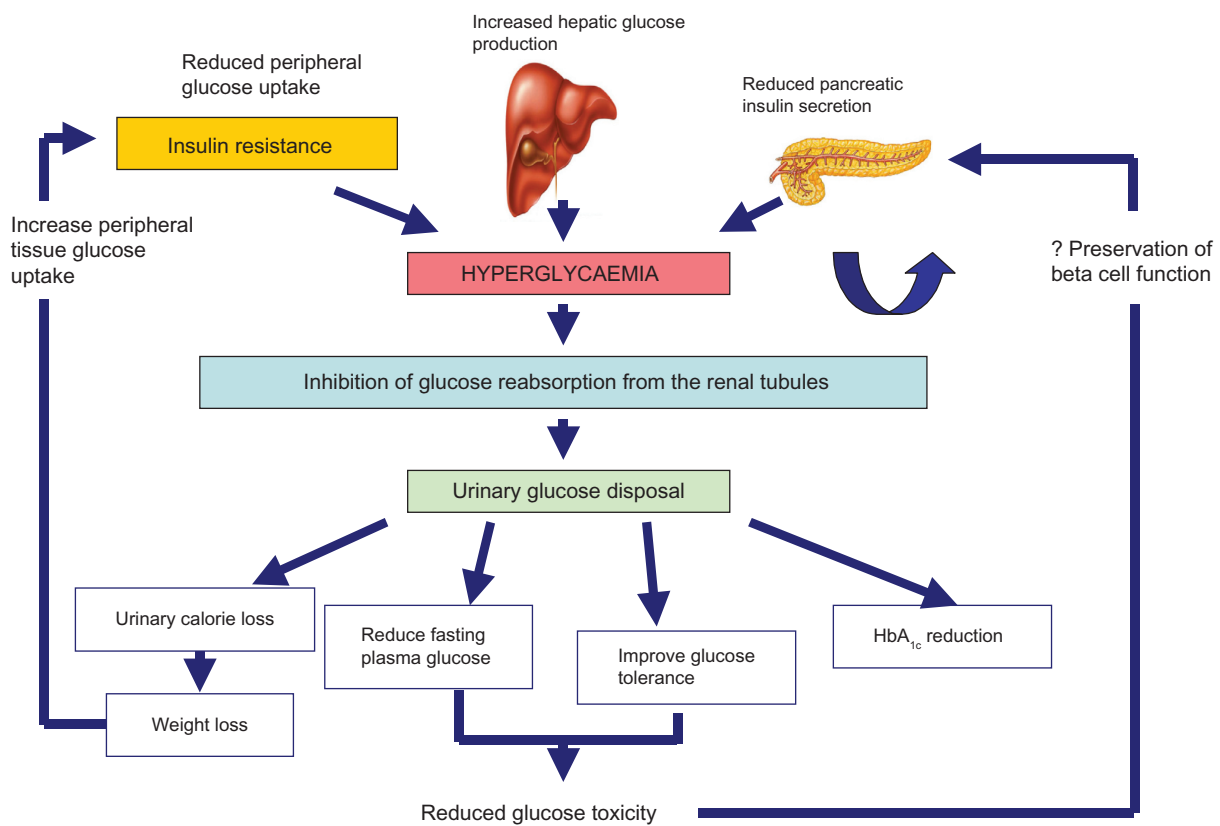 Increased hepatic glucose
production
Reduced peripheral
glucose uptake
Reduced pancreatic
insulin secretion
Insulin resistance
Increase peripheral
tissue glucose
uptake
? Preservation of
beta cell function
HYPERGLYCAEMIA
Inhibition of glucose reabsorption from the renal tubules
Urinary glucose disposal
Urinary calorie loss
Reduce fasting
plasma glucose
Improve glucose
tolerance
HbA1c reduction
Weight loss
Reduced glucose toxicity